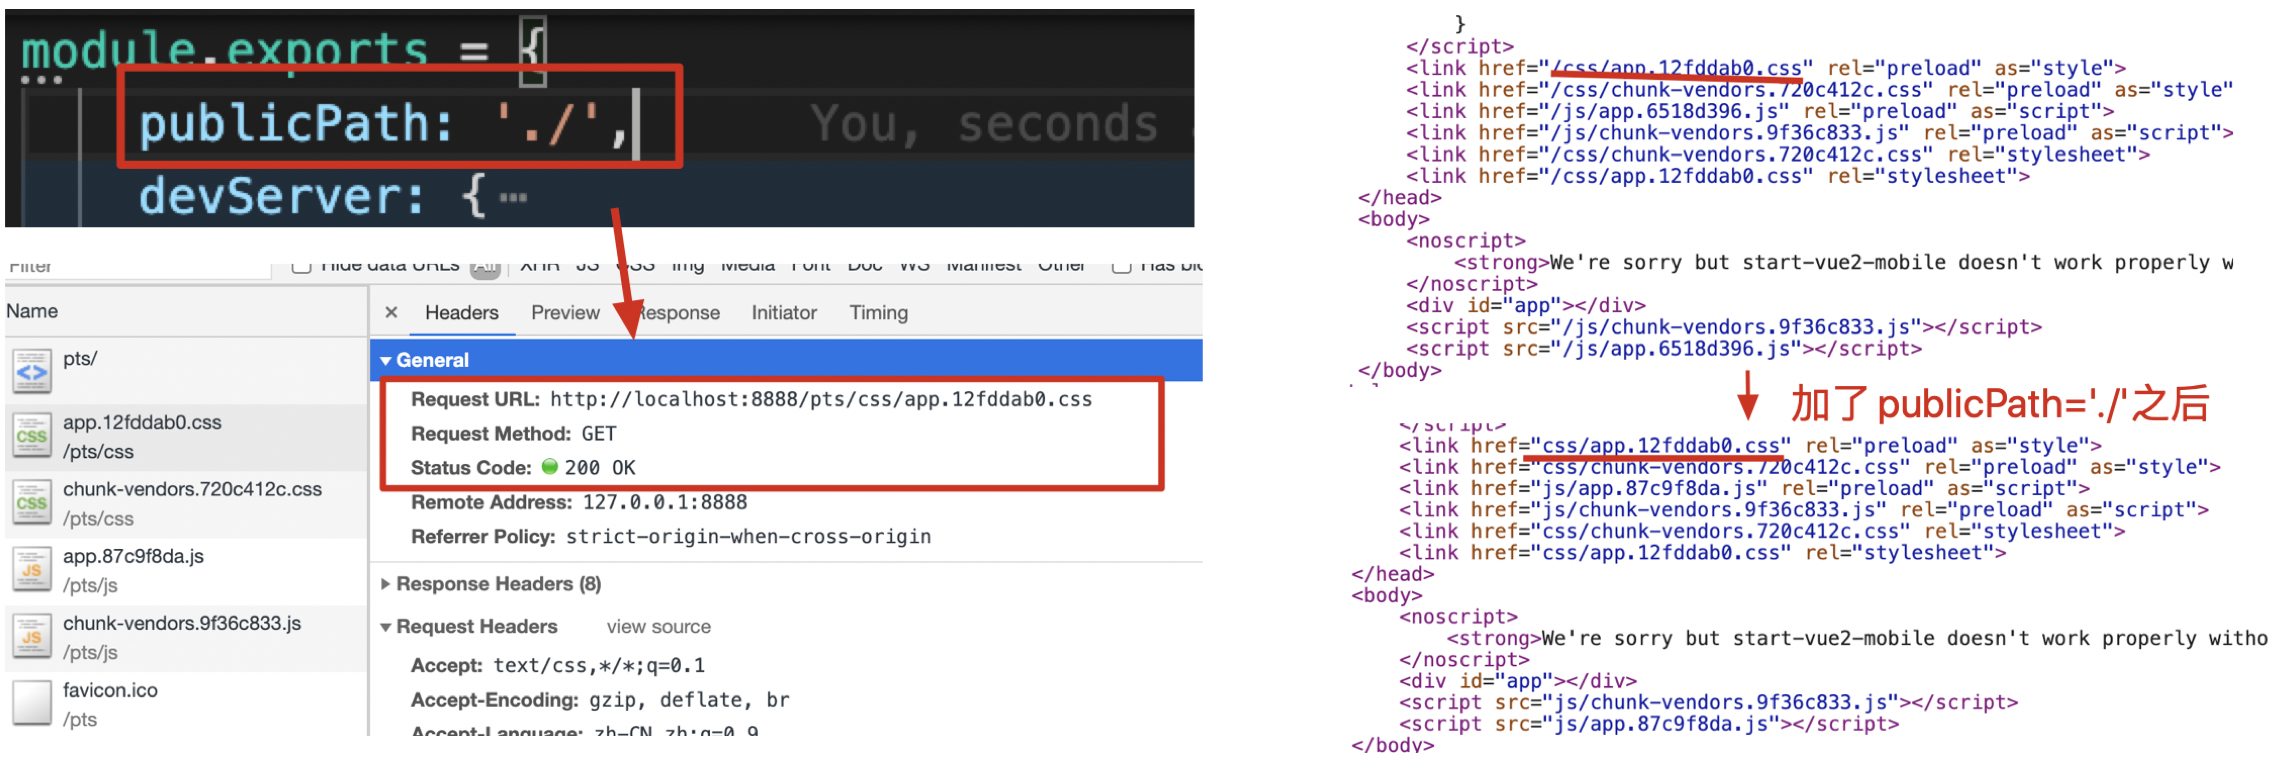 module.exports = {
publicPath: './',
You, seconds
devServer: {
Filter
Hide data URLs All XHR JS CSS Img Media Font Doc WS Manifest Other
Name
× Headers Preview Response Initiator Timing
pts/
app.12fddab0.css
/pts/css
chunk-vendors.720c412c.css
/pts/css
app.87c9f8da.js
/pts/js
chunk-vendors.9f36c833.js
/pts/js
favicon.ico
/pts
General
Request URL: http://localhost:8888/pts/css/app.12fddab0.css
Request Method: GET
Status Code: 200 OK
Remote Address: 127.0.0.1:8888
Referrer Policy: strict-origin-when-cross-origin
Response Headers (8)
Request Headers view source
Accept: text/css,*/*;q=0.1
Accept-Encoding: gzip, deflate, br
Accept-Language: zh-CN,zh;q=0.9
}
</script>
<link href="/css/app.12fddab0.css" rel="preload" as="style">
<link href="/css/chunk-vendors.720c412c.css" rel="preload" as="style"
<link href="/js/app.6518d396.js" rel="preload" as="script">
<link href="/js/chunk-vendors.9f36c833.js" rel="preload" as="script">
<link href="/css/chunk-vendors.720c412c.css" rel="stylesheet">
<link href="/css/app.12fddab0.css" rel="stylesheet">
</head>
<body>
<noscript>
<strong>We're sorry but start-vue2-mobile doesn't work properly w
</noscript>
<div id="app"></div>
<script src="/js/chunk-vendors.9f36c833.js"></script>
<script src="/js/app.6518d396.js"></script>
</body>
加了 publicPath='./' 之后
</script>
<link href="css/app.12fddab0.css" rel="preload" as="style">
<link href="css/chunk-vendors.720c412c.css" rel="preload" as="style">
<link href="js/app.87c9f8da.js" rel="preload" as="script">
<link href="js/chunk-vendors.9f36c833.js" rel="preload" as="script">
<link href="css/chunk-vendors.720c412c.css" rel="stylesheet">
<link href="css/app.12fddab0.css" rel="stylesheet">
</head>
<body>
<noscript>
<strong>We're sorry but start-vue2-mobile doesn't work properly witho
</noscript>
<div id="app"></div>
<script src="js/chunk-vendors.9f36c833.js"></script>
<script src="js/app.87c9f8da.js"></script>
</body>